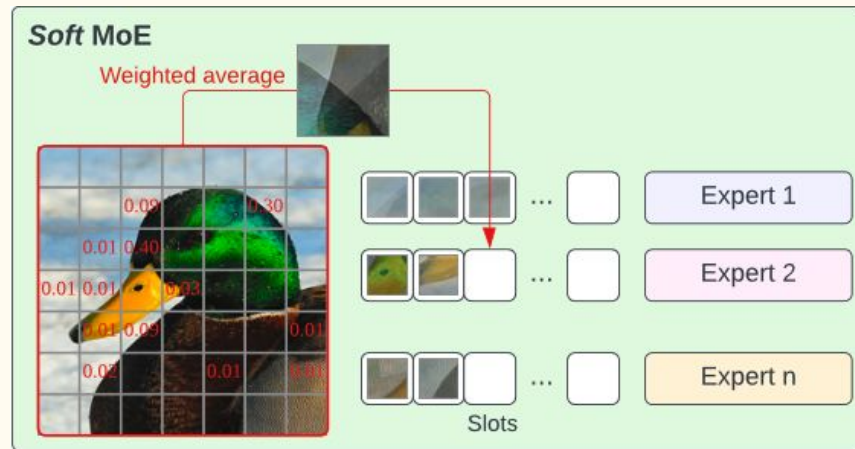 Soft MoE
Weighted average
0.09 0.30
0.01 0.40
0.01 0.01 0.03
0.01 0.09 0.01
0.02 0.01 0.01
... Expert 1
... Expert 2
... Expert n
Slots